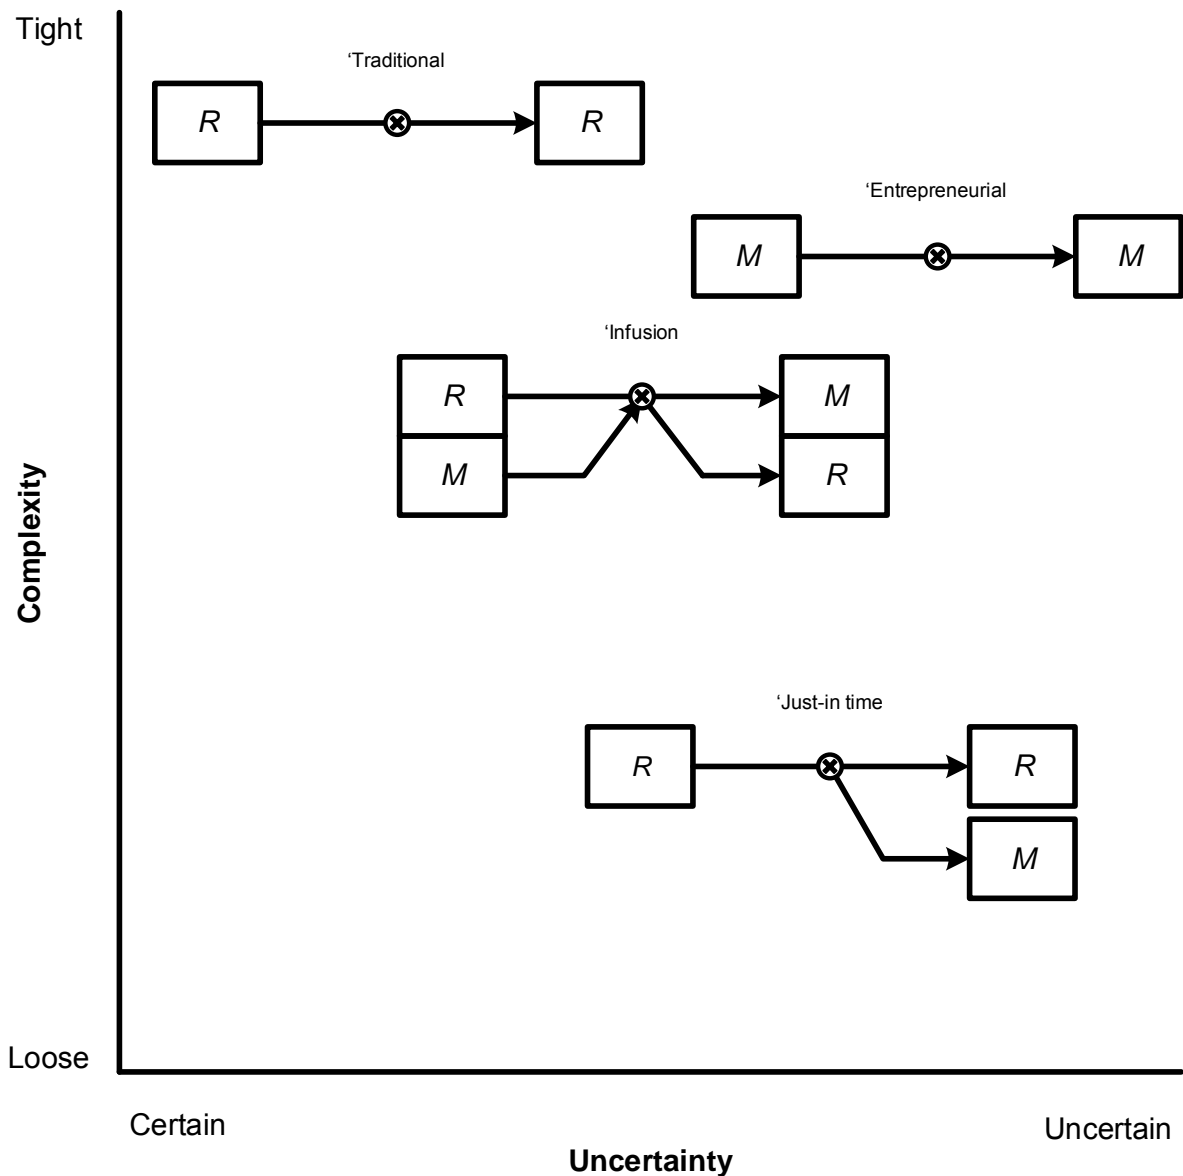 Tight
‘Traditional
R
R
‘Entrepreneurial
M
M
‘Infusion
R
M
M
R
Complexity
‘Just-in time
R
R
M
Loose
Certain
Uncertain
Uncertainty